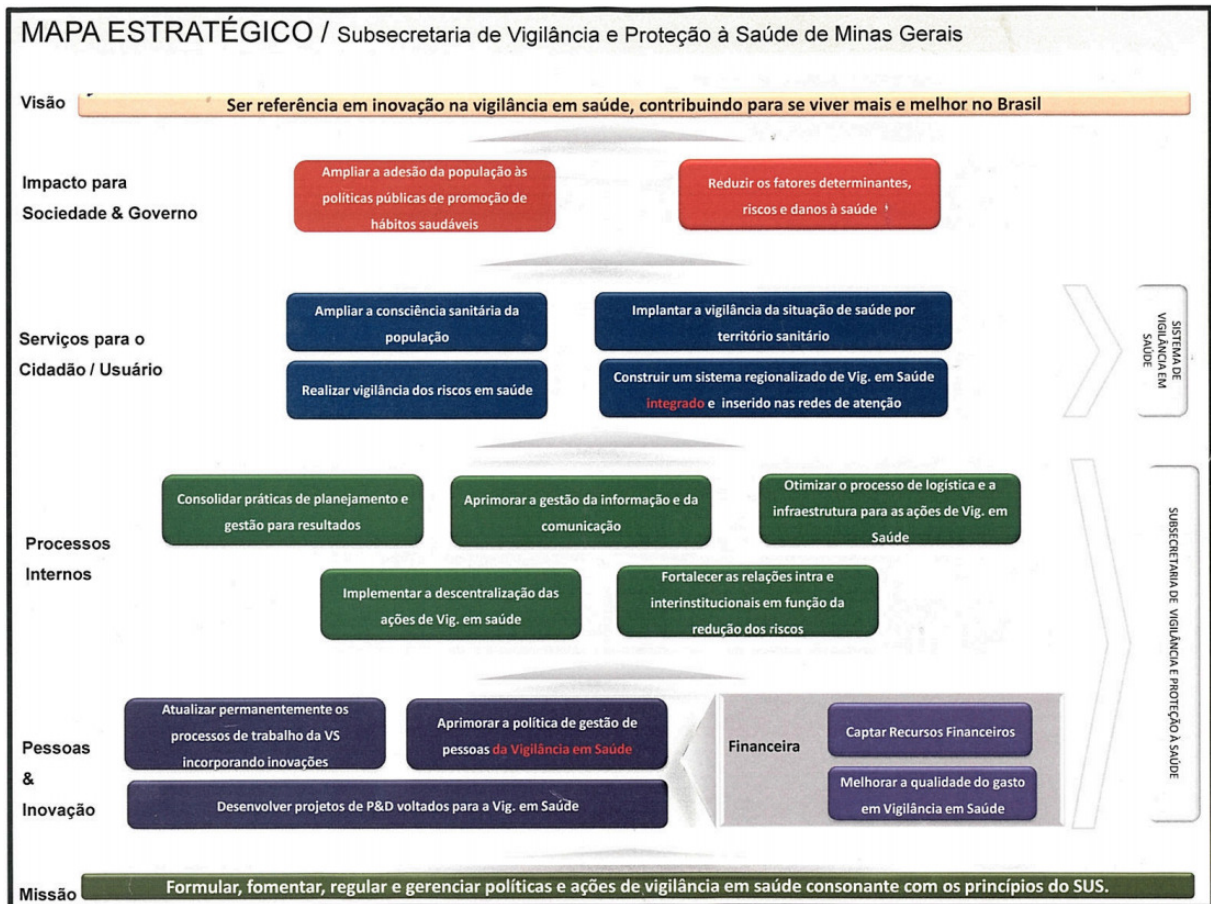 MAPA ESTRATÉGICO / Subsecretaria de Vigilância e Proteção à Saúde de Minas Gerais
Visão
Ser referência em inovação na vigilância em saúde, contribuindo para se viver mais e melhor no Brasil
Impacto para
Sociedade & Governo
Ampliar a adesão da população às
políticas públicas de promoção de
hábitos saudáveis
Reduzir os fatores determinantes,
riscos e danos à saúde
Serviços para o
Cidadão / Usuário
Ampliar a consciência sanitária da
população
Implantar a vigilância da situação de saúde por
território sanitário
Realizar vigilância dos riscos em saúde
Construir um sistema regionalizado de Vig. em Saúde
integrado e inserido nas redes de atenção
SISTEMA DE
VIGILÂNCIA EM
SAÚDE
Processos
Internos
Consolidar práticas de planejamento e
gestão para resultados
Aprimorar a gestão da informação e da
comunicação
Otimizar o processo de logística e a
infraestrutura para as ações de Vig. em
Saúde
Implementar a descentralização das
ações de Vig. em saúde
Fortalecer as relações intra e
interinstitucionais em função da
redução dos riscos
SUBSECRETARIA DE VIGILÂNCIA E PROTEÇÃO À SAÚDE
Pessoas
&
Inovação
Atualizar permanentemente os
processos de trabalho da VS
incorporando inovações
Aprimorar a política de gestão de
pessoas da Vigilância em Saúde
Desenvolver projetos de P&D voltados para a Vig. em Saúde
Financeira
Captar Recursos Financeiros
Melhorar a qualidade do gasto
em Vigilância em Saúde
Missão
Formular, fomentar, regular e gerenciar políticas e ações de vigilância em saúde consonante com os princípios do SUS.